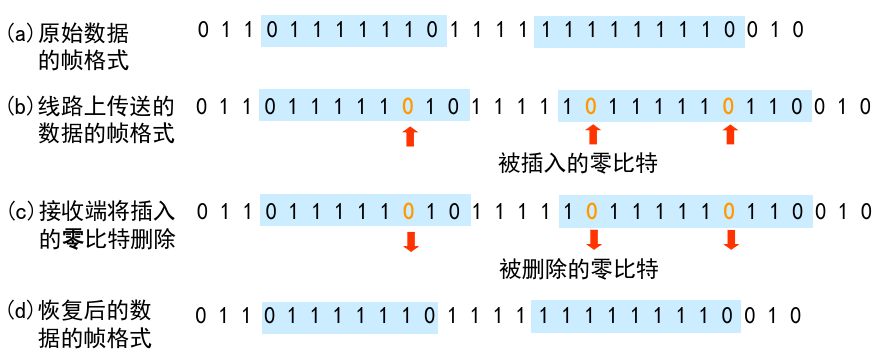 (a) 原始数据 0 1 1 0 1 1 1 1 1 1 0 1 1 1 1 1 1 1 1 1 1 1 1 0 0 1 0
的帧格式
(b) 线路上传送的 0 1 1 0 1 1 1 1 1 0 1 0 1 1 1 1 1 0 1 1 1 1 1 0 1 1 0 0 1 0
数据的帧格式
被插入的零比特
(c) 接收端将插入 0 1 1 0 1 1 1 1 1 0 1 0 1 1 1 1 1 0 1 1 1 1 1 0 1 1 0 0 1 0
的零比特删除
被删除的零比特
(d) 恢复后的数 0 1 1 0 1 1 1 1 1 1 0 1 1 1 1 1 1 1 1 1 1 1 1 0 0 1 0
据的帧格式